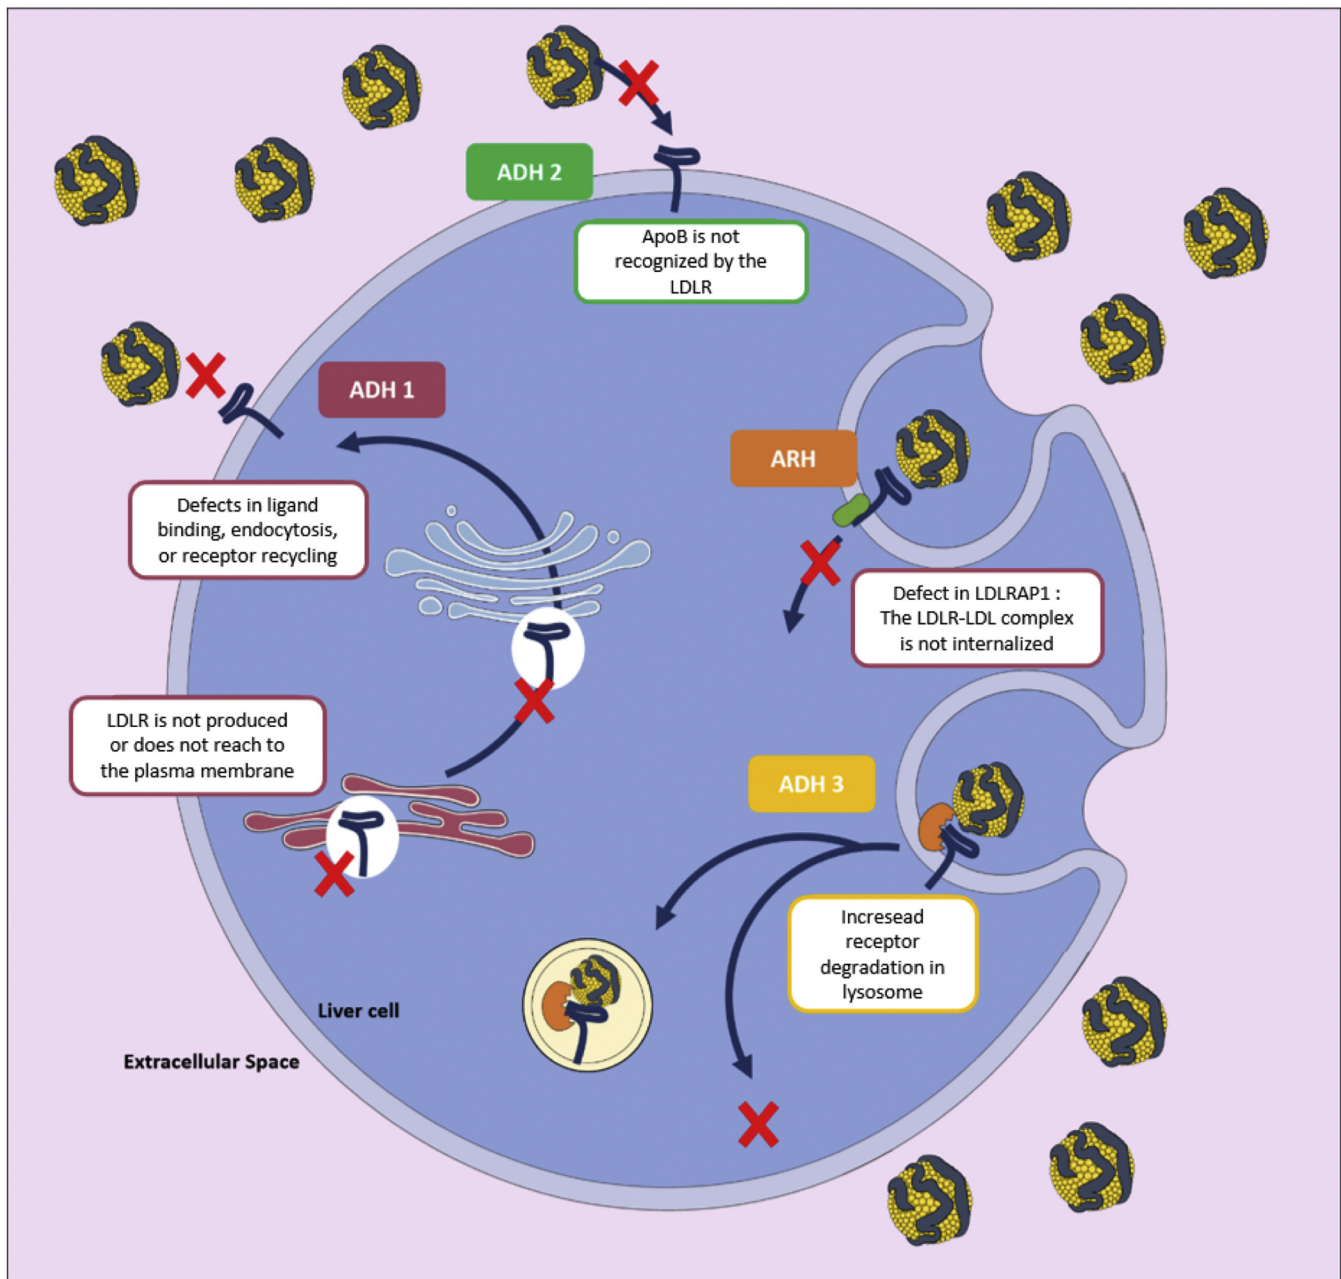 ADH 2
ApoB is not
recognized by the
LDLR
ADH 1
Defects in ligand
binding, endocytosis,
or receptor recycling
ARH
Defect in LDLRAP1 :
The LDLR-LDL complex
is not internalized
LDLR is not produced
or does not reach to
the plasma membrane
ADH 3
Incresead
receptor
degradation in
lysosome
Liver cell
Extracellular Space